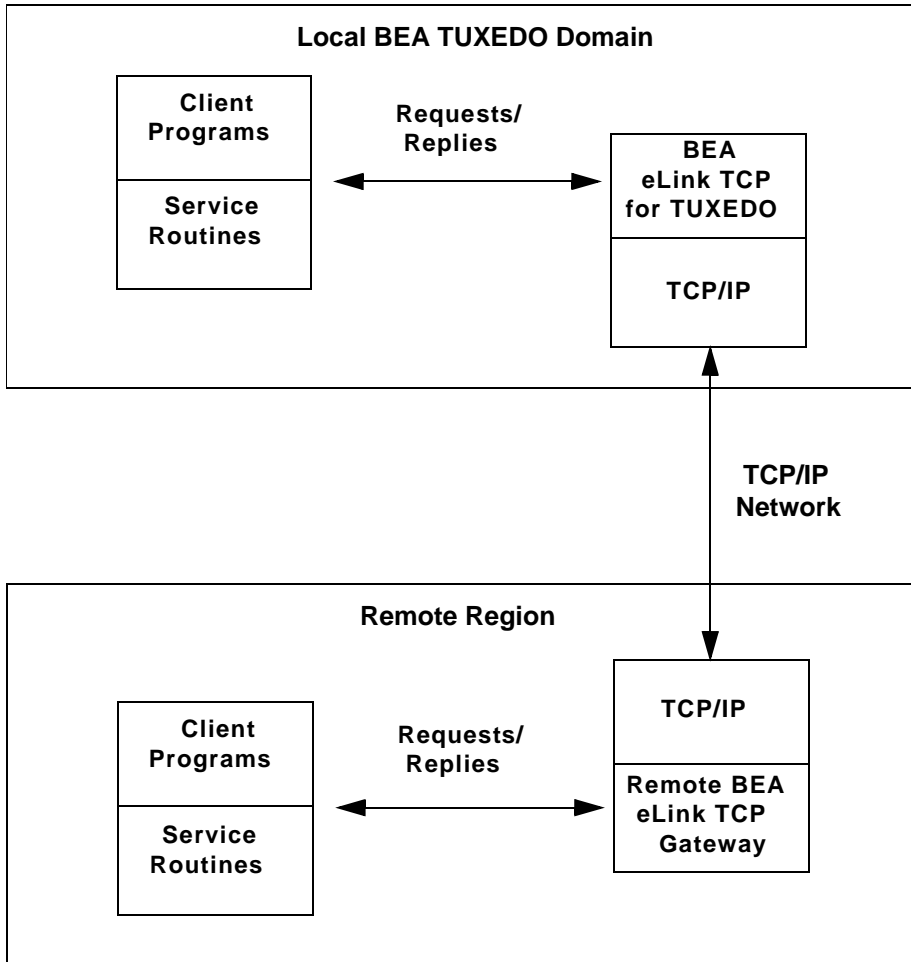 Local BEA TUXEDO Domain
Client
Programs
Service
Routines
Requests/
Replies
BEA
eLink TCP
for TUXEDO
TCP/IP
TCP/IP
Network
Remote Region
Client
Programs
Service
Routines
Requests/
Replies
TCP/IP
Remote BEA
eLink TCP
Gateway